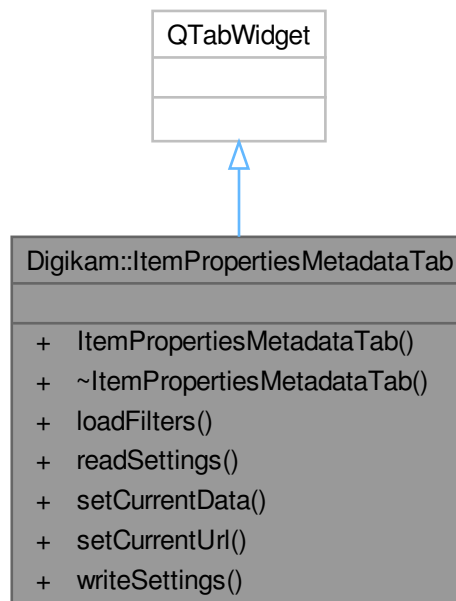 QTabWidget
Digikam::ItemPropertiesMetadataTab
+ ItemPropertiesMetadataTab()
+ ~ItemPropertiesMetadataTab()
+ loadFilters()
+ readSettings()
+ setCurrentData()
+ setCurrentUrl()
+ writeSettings()